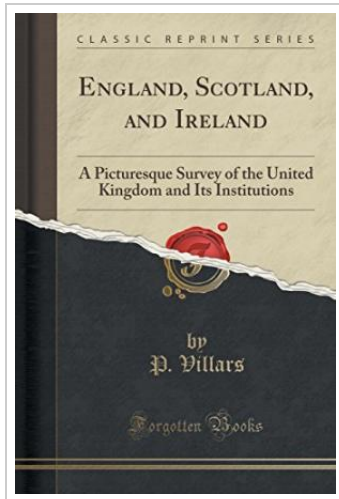 CLASSIC REPRINT SERIES
ENGLAND, SCOTLAND,
AND IRELAND
A Picturesque Survey of the United
Kingdom and Its Institutions
by
P. Villars
Forgotten Books